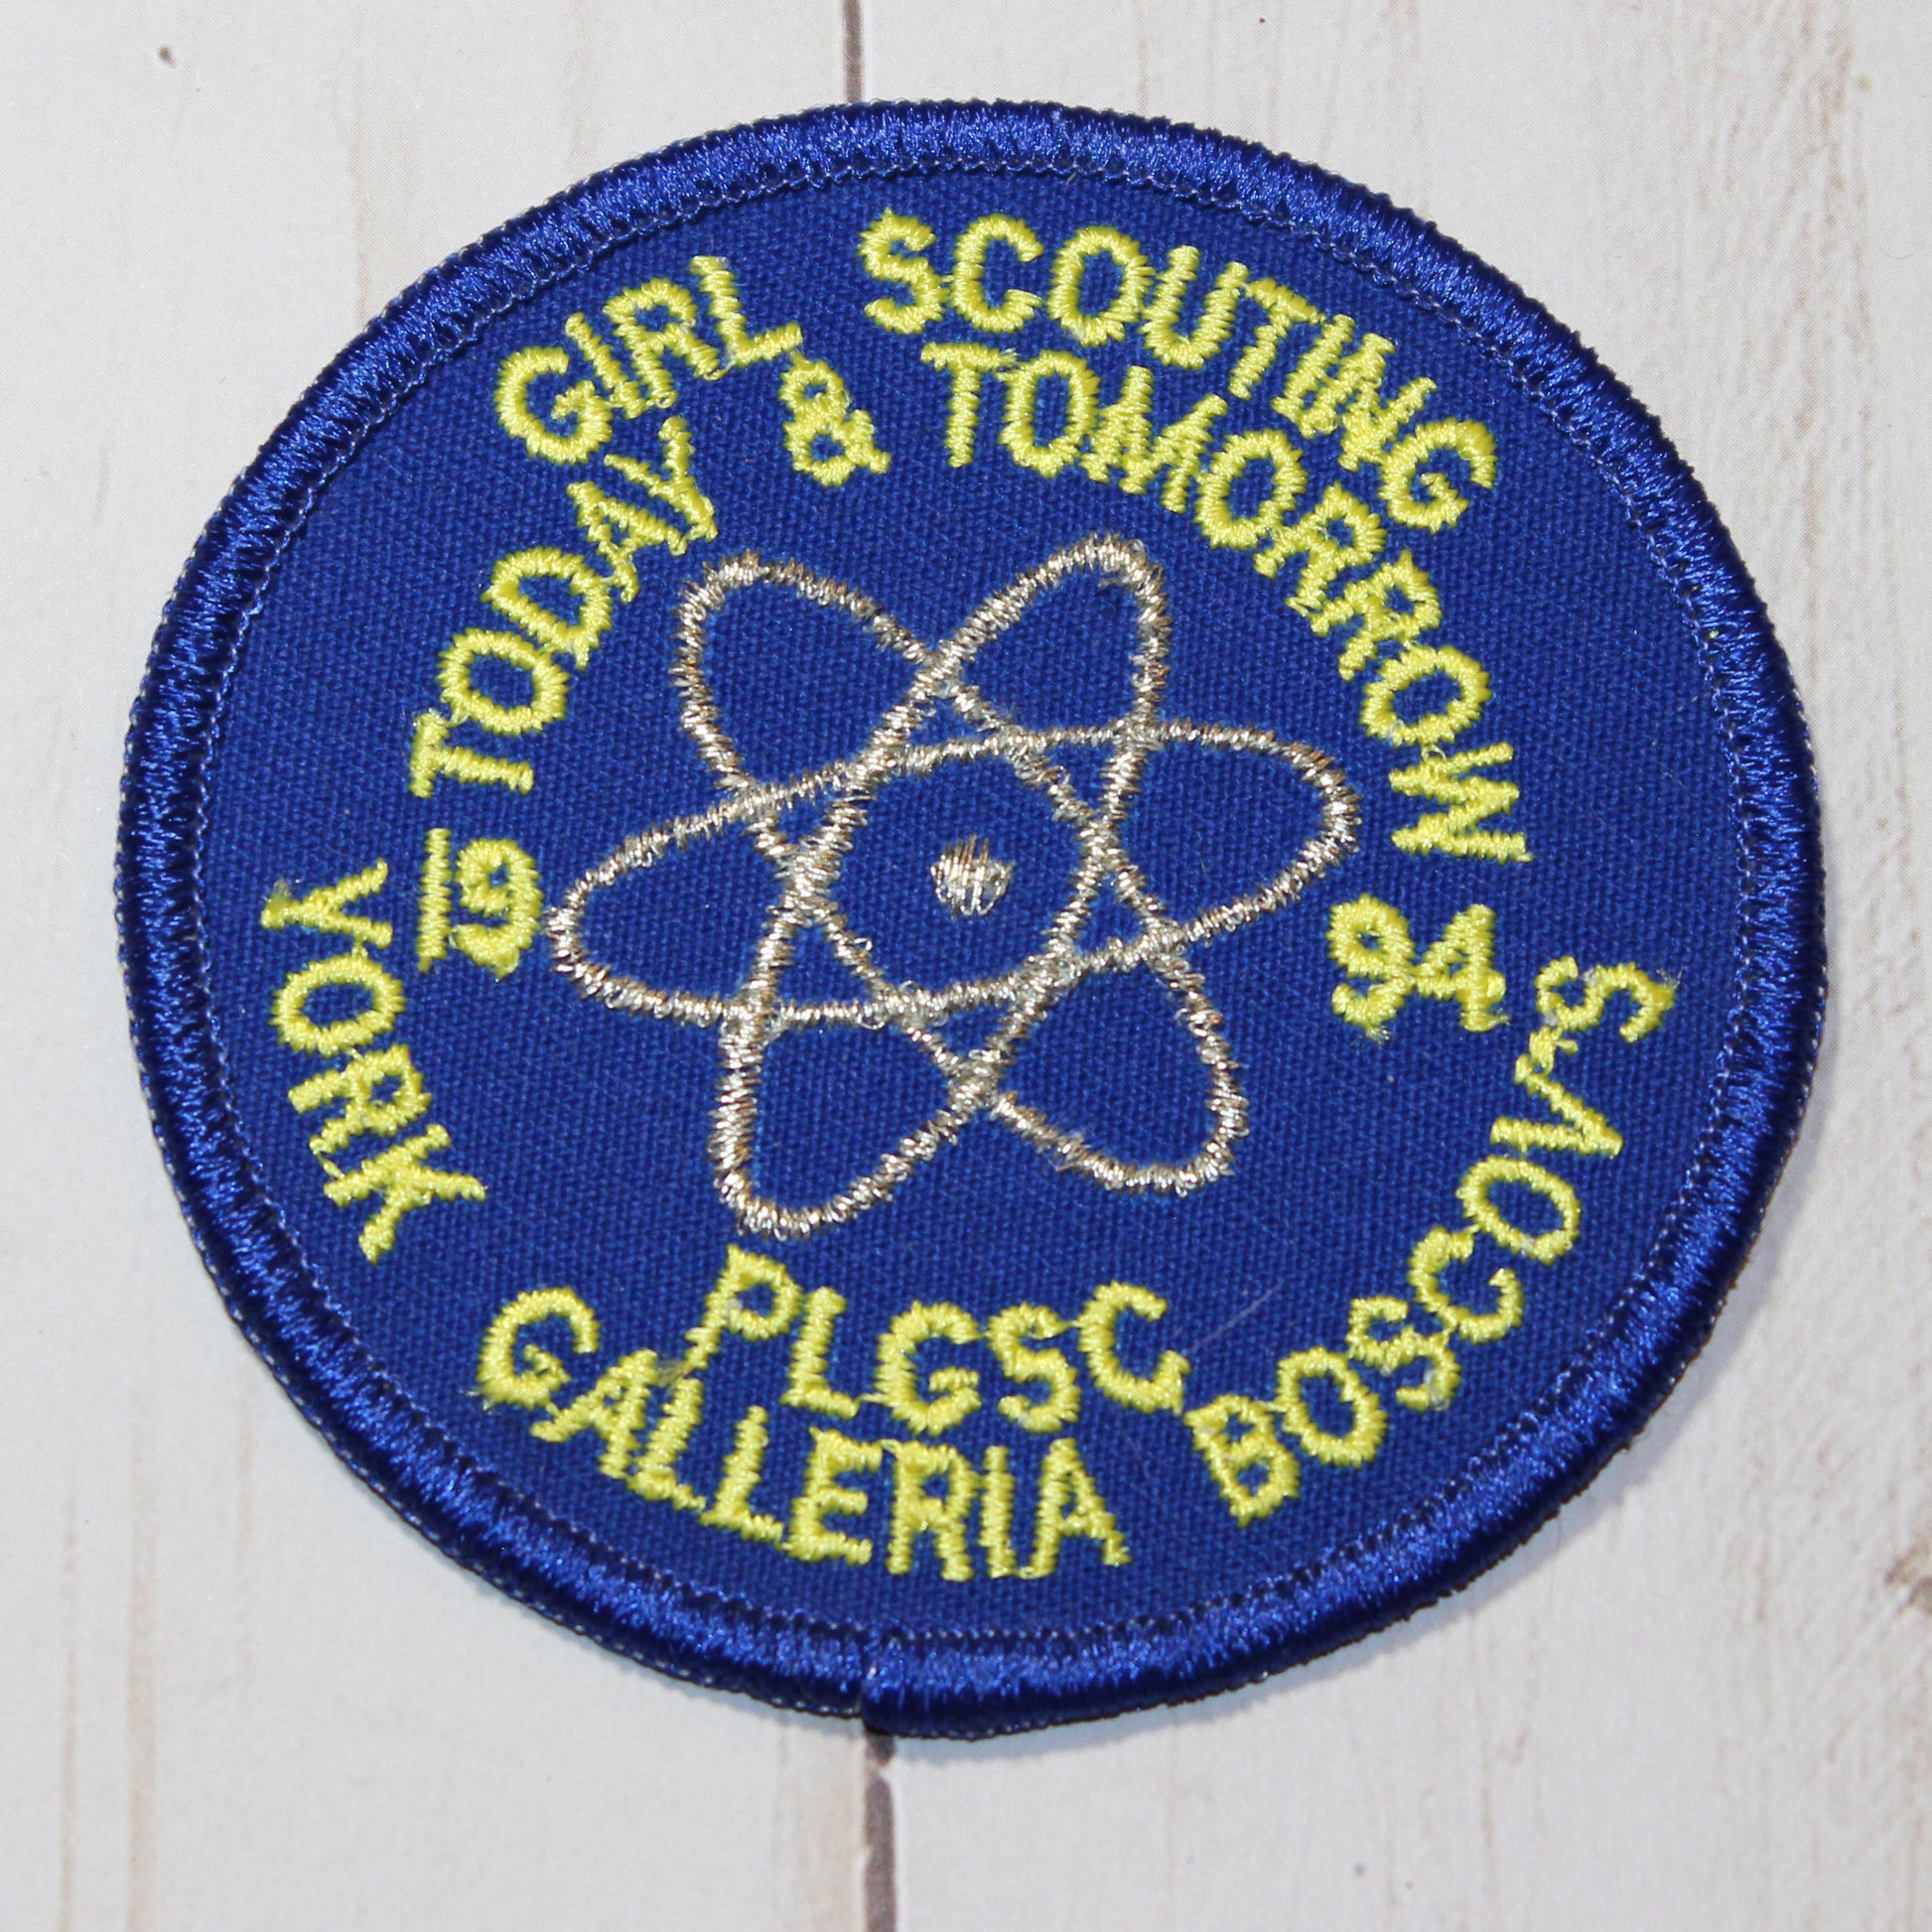 GIRL SCOUTING
TODAY & TOMORROW
19 94
PLGSC
YORK GALLERIA BOSCOV'S